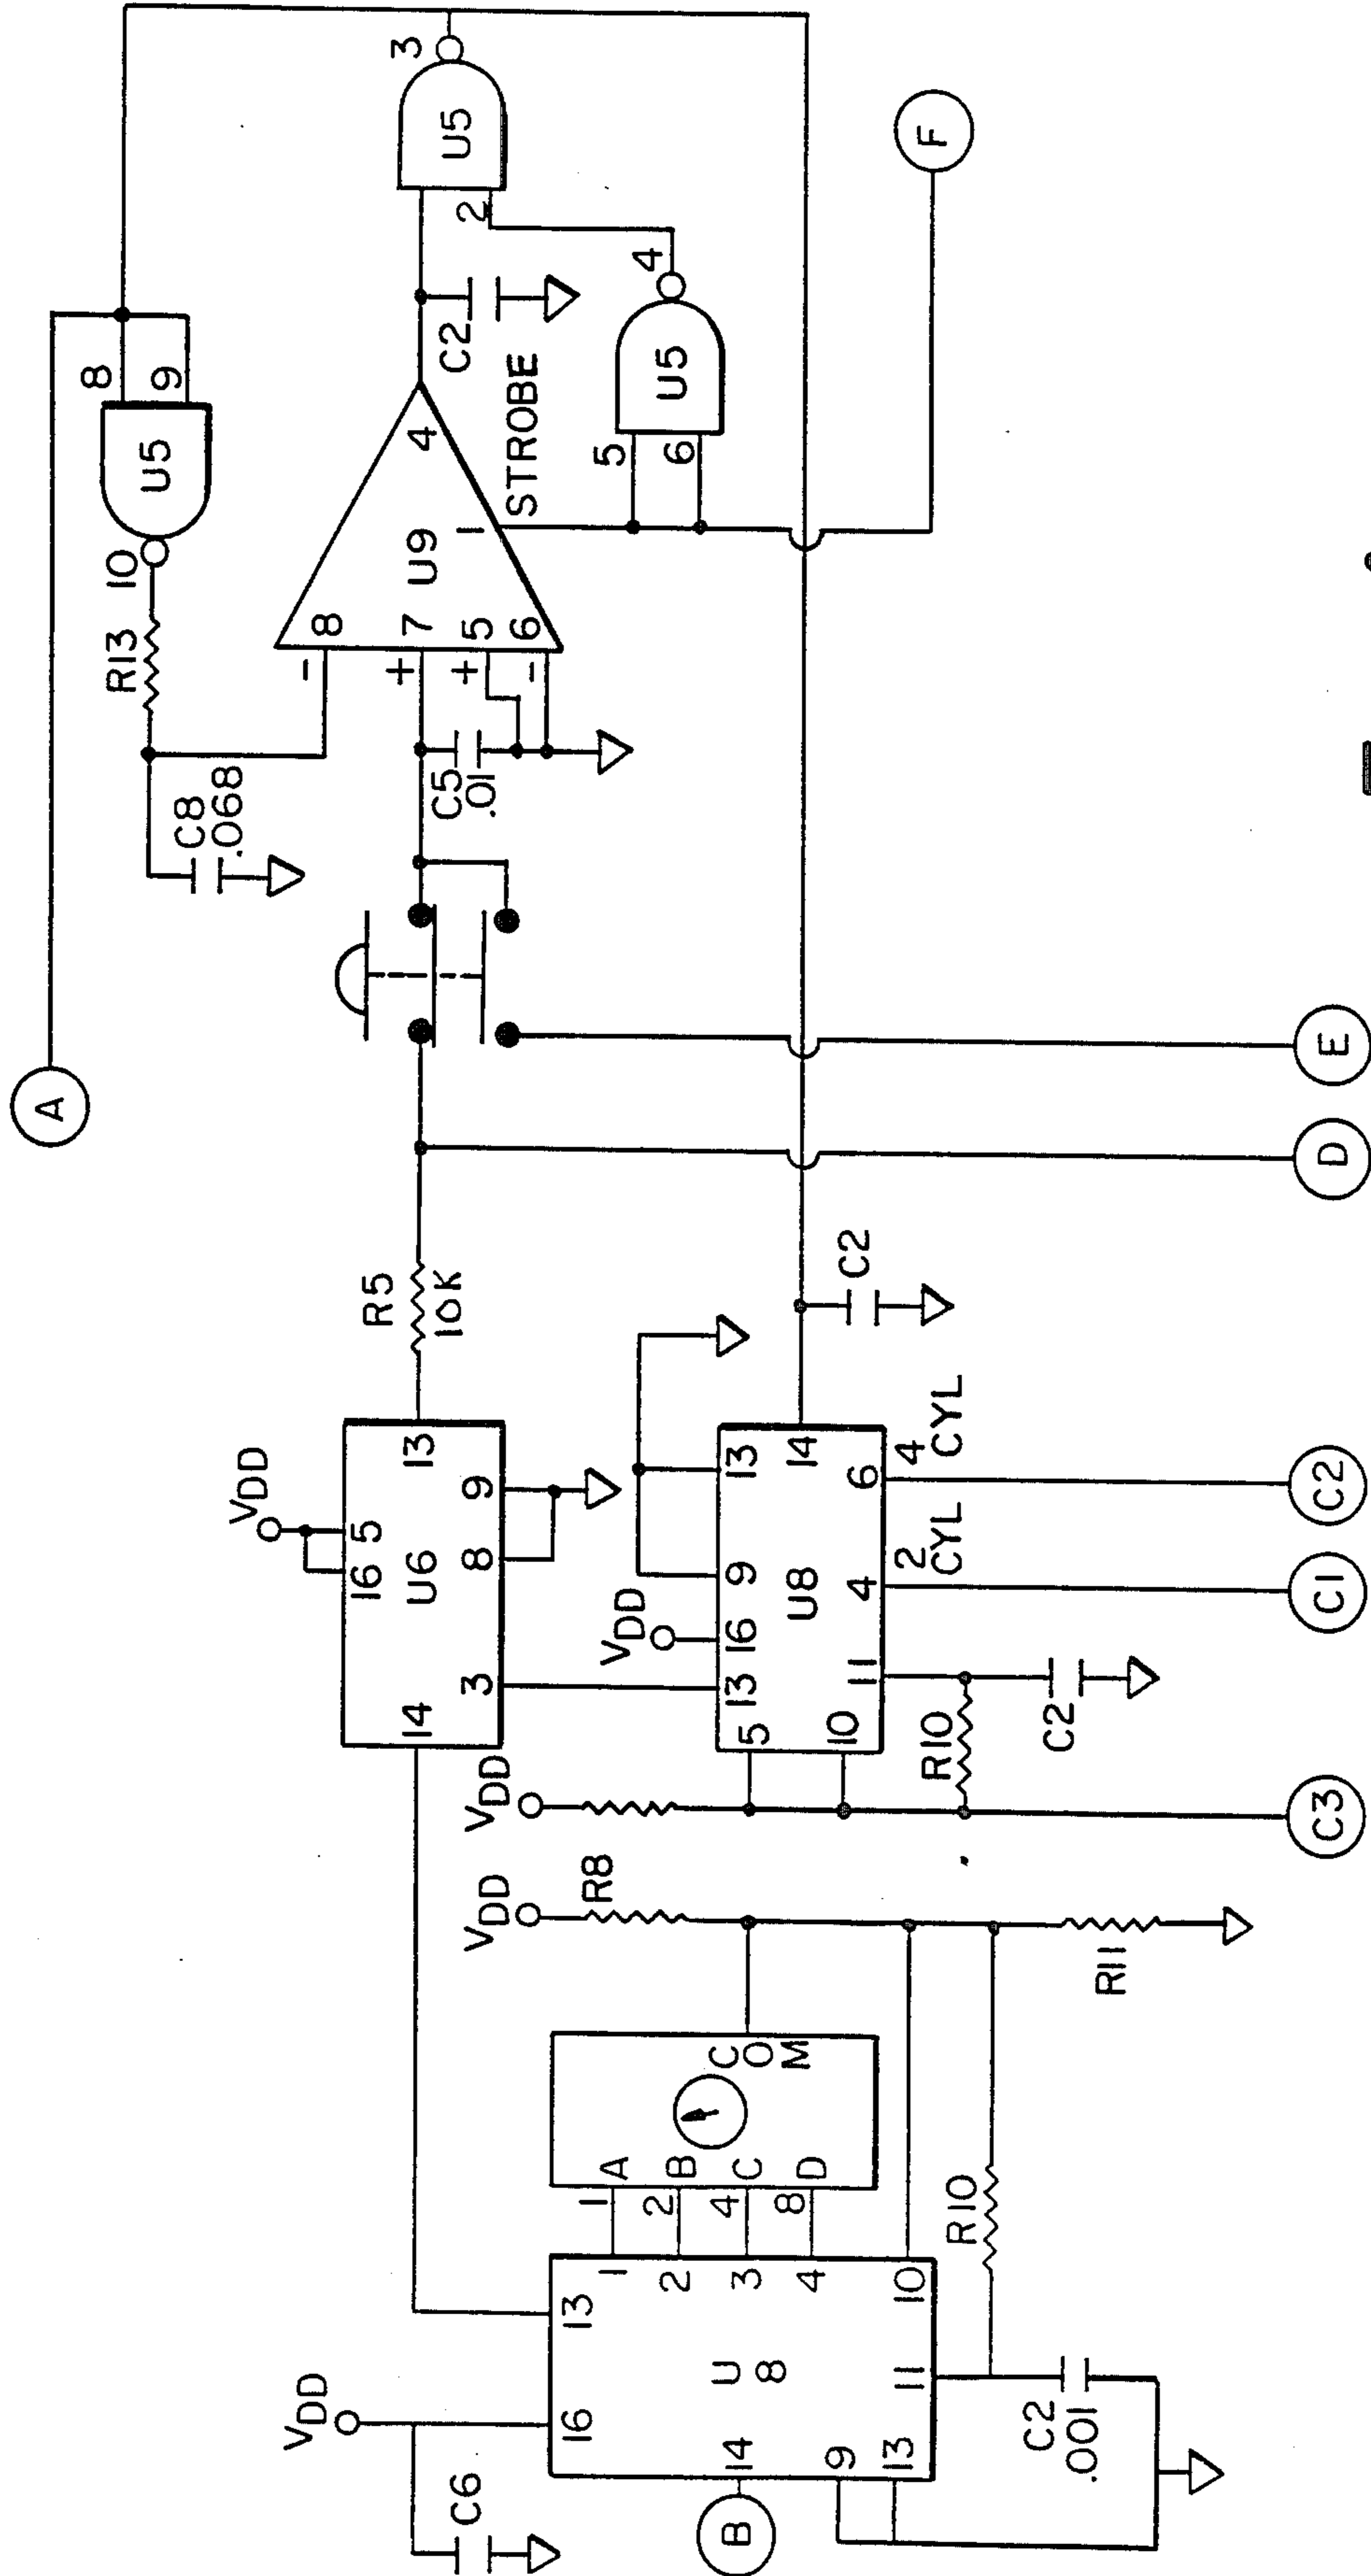 A
8
9
U5
10
R13
C8
.068
8
-
7
+
5
+
6
-
U9
4
1
STROBE
C5
.01
C2
U5
2
3
5
6
U5
4
F
E
D
R5
10K
VDD
16
5
U6
14
13
3
8
9
VDD
13
16
9
13
5
10
U8
14
11
4
6
2
CYL
4
CYL
C2
R10
C2
C1
C2
C3
VDD
VDD
R8
R11
COM
1
A
2
B
4
C
8
D
R10
VDD
C6
16
13
1
2
3
4
10
U
8
14
9
13
11
B
C2
.001